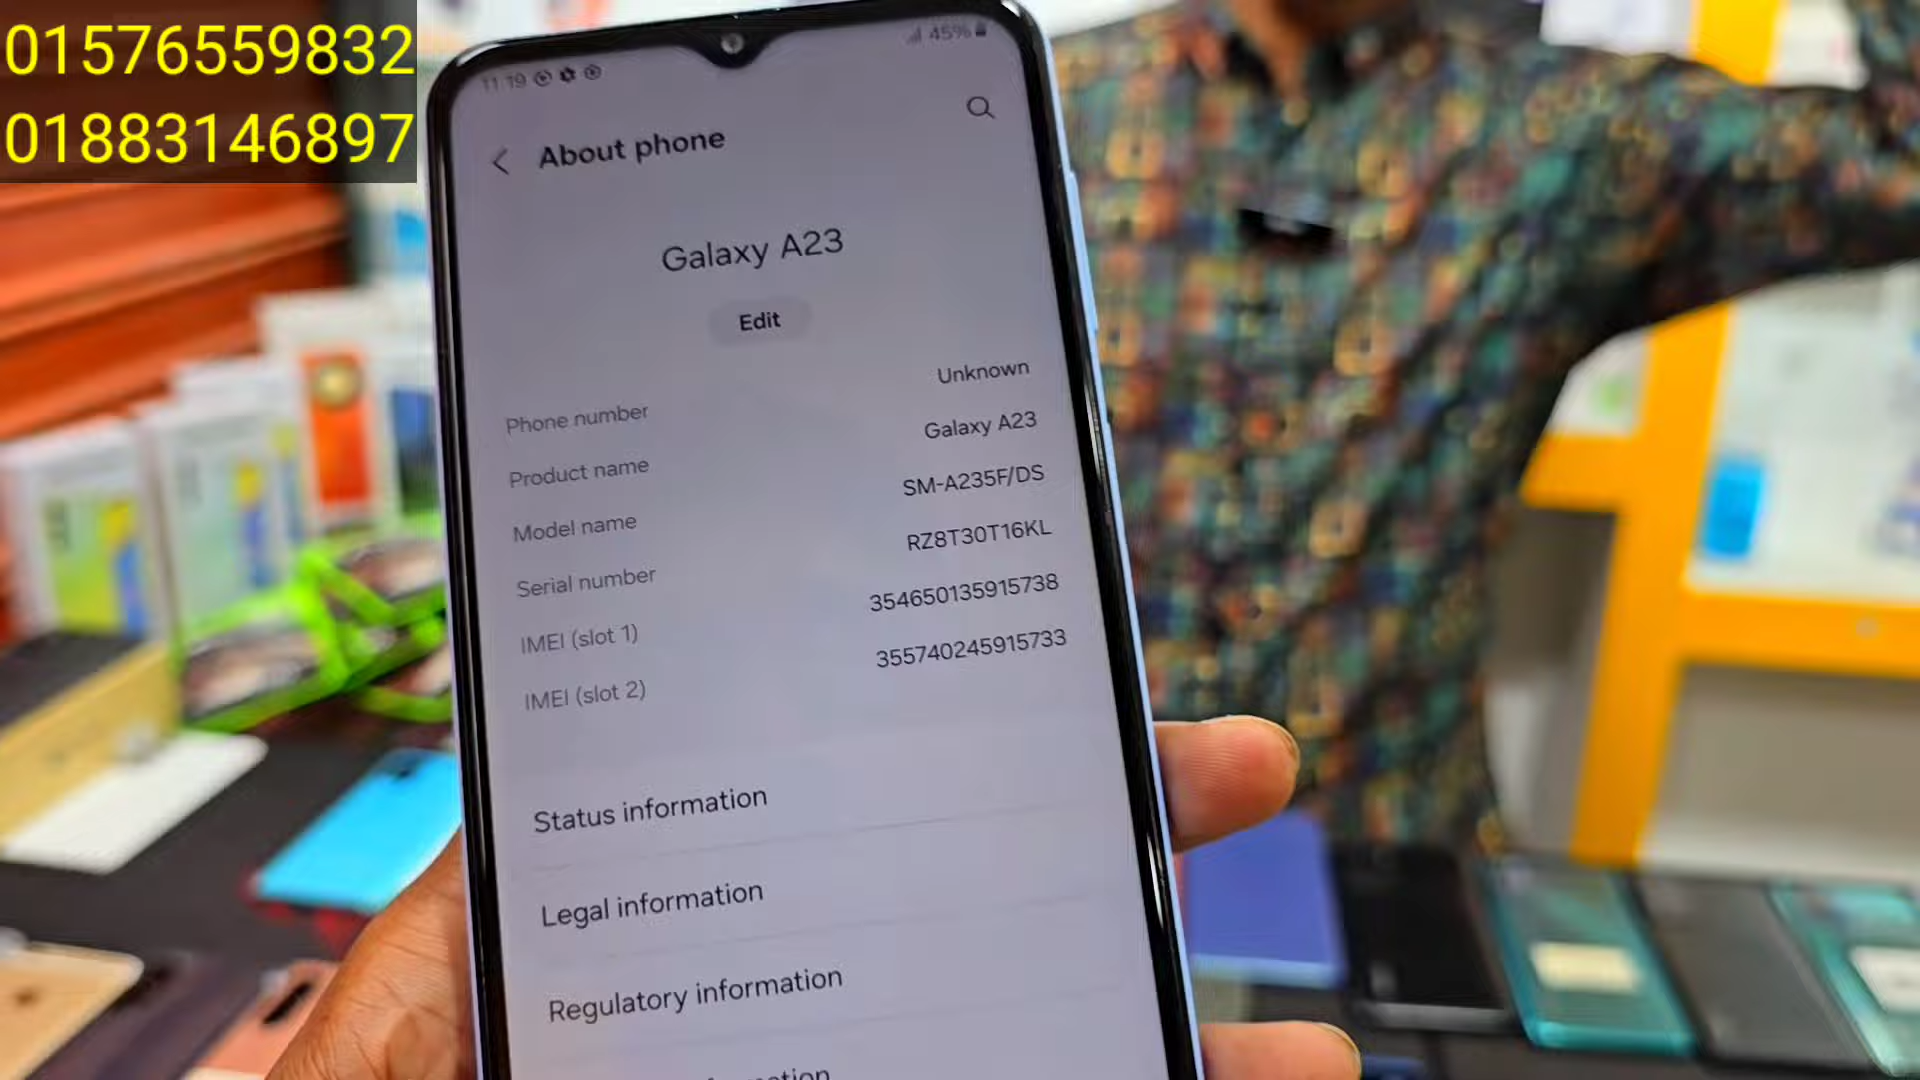 01576559832
01883146897
11:19
45%
About phone
Galaxy A23
Edit
Phone number Unknown
Product name Galaxy A23
Model name SM-A235F/DS
Serial number RZ8T30T16KL
IMEI (slot 1) 354650135915738
IMEI (slot 2) 355740245915733
Status information
Legal information
Regulatory information